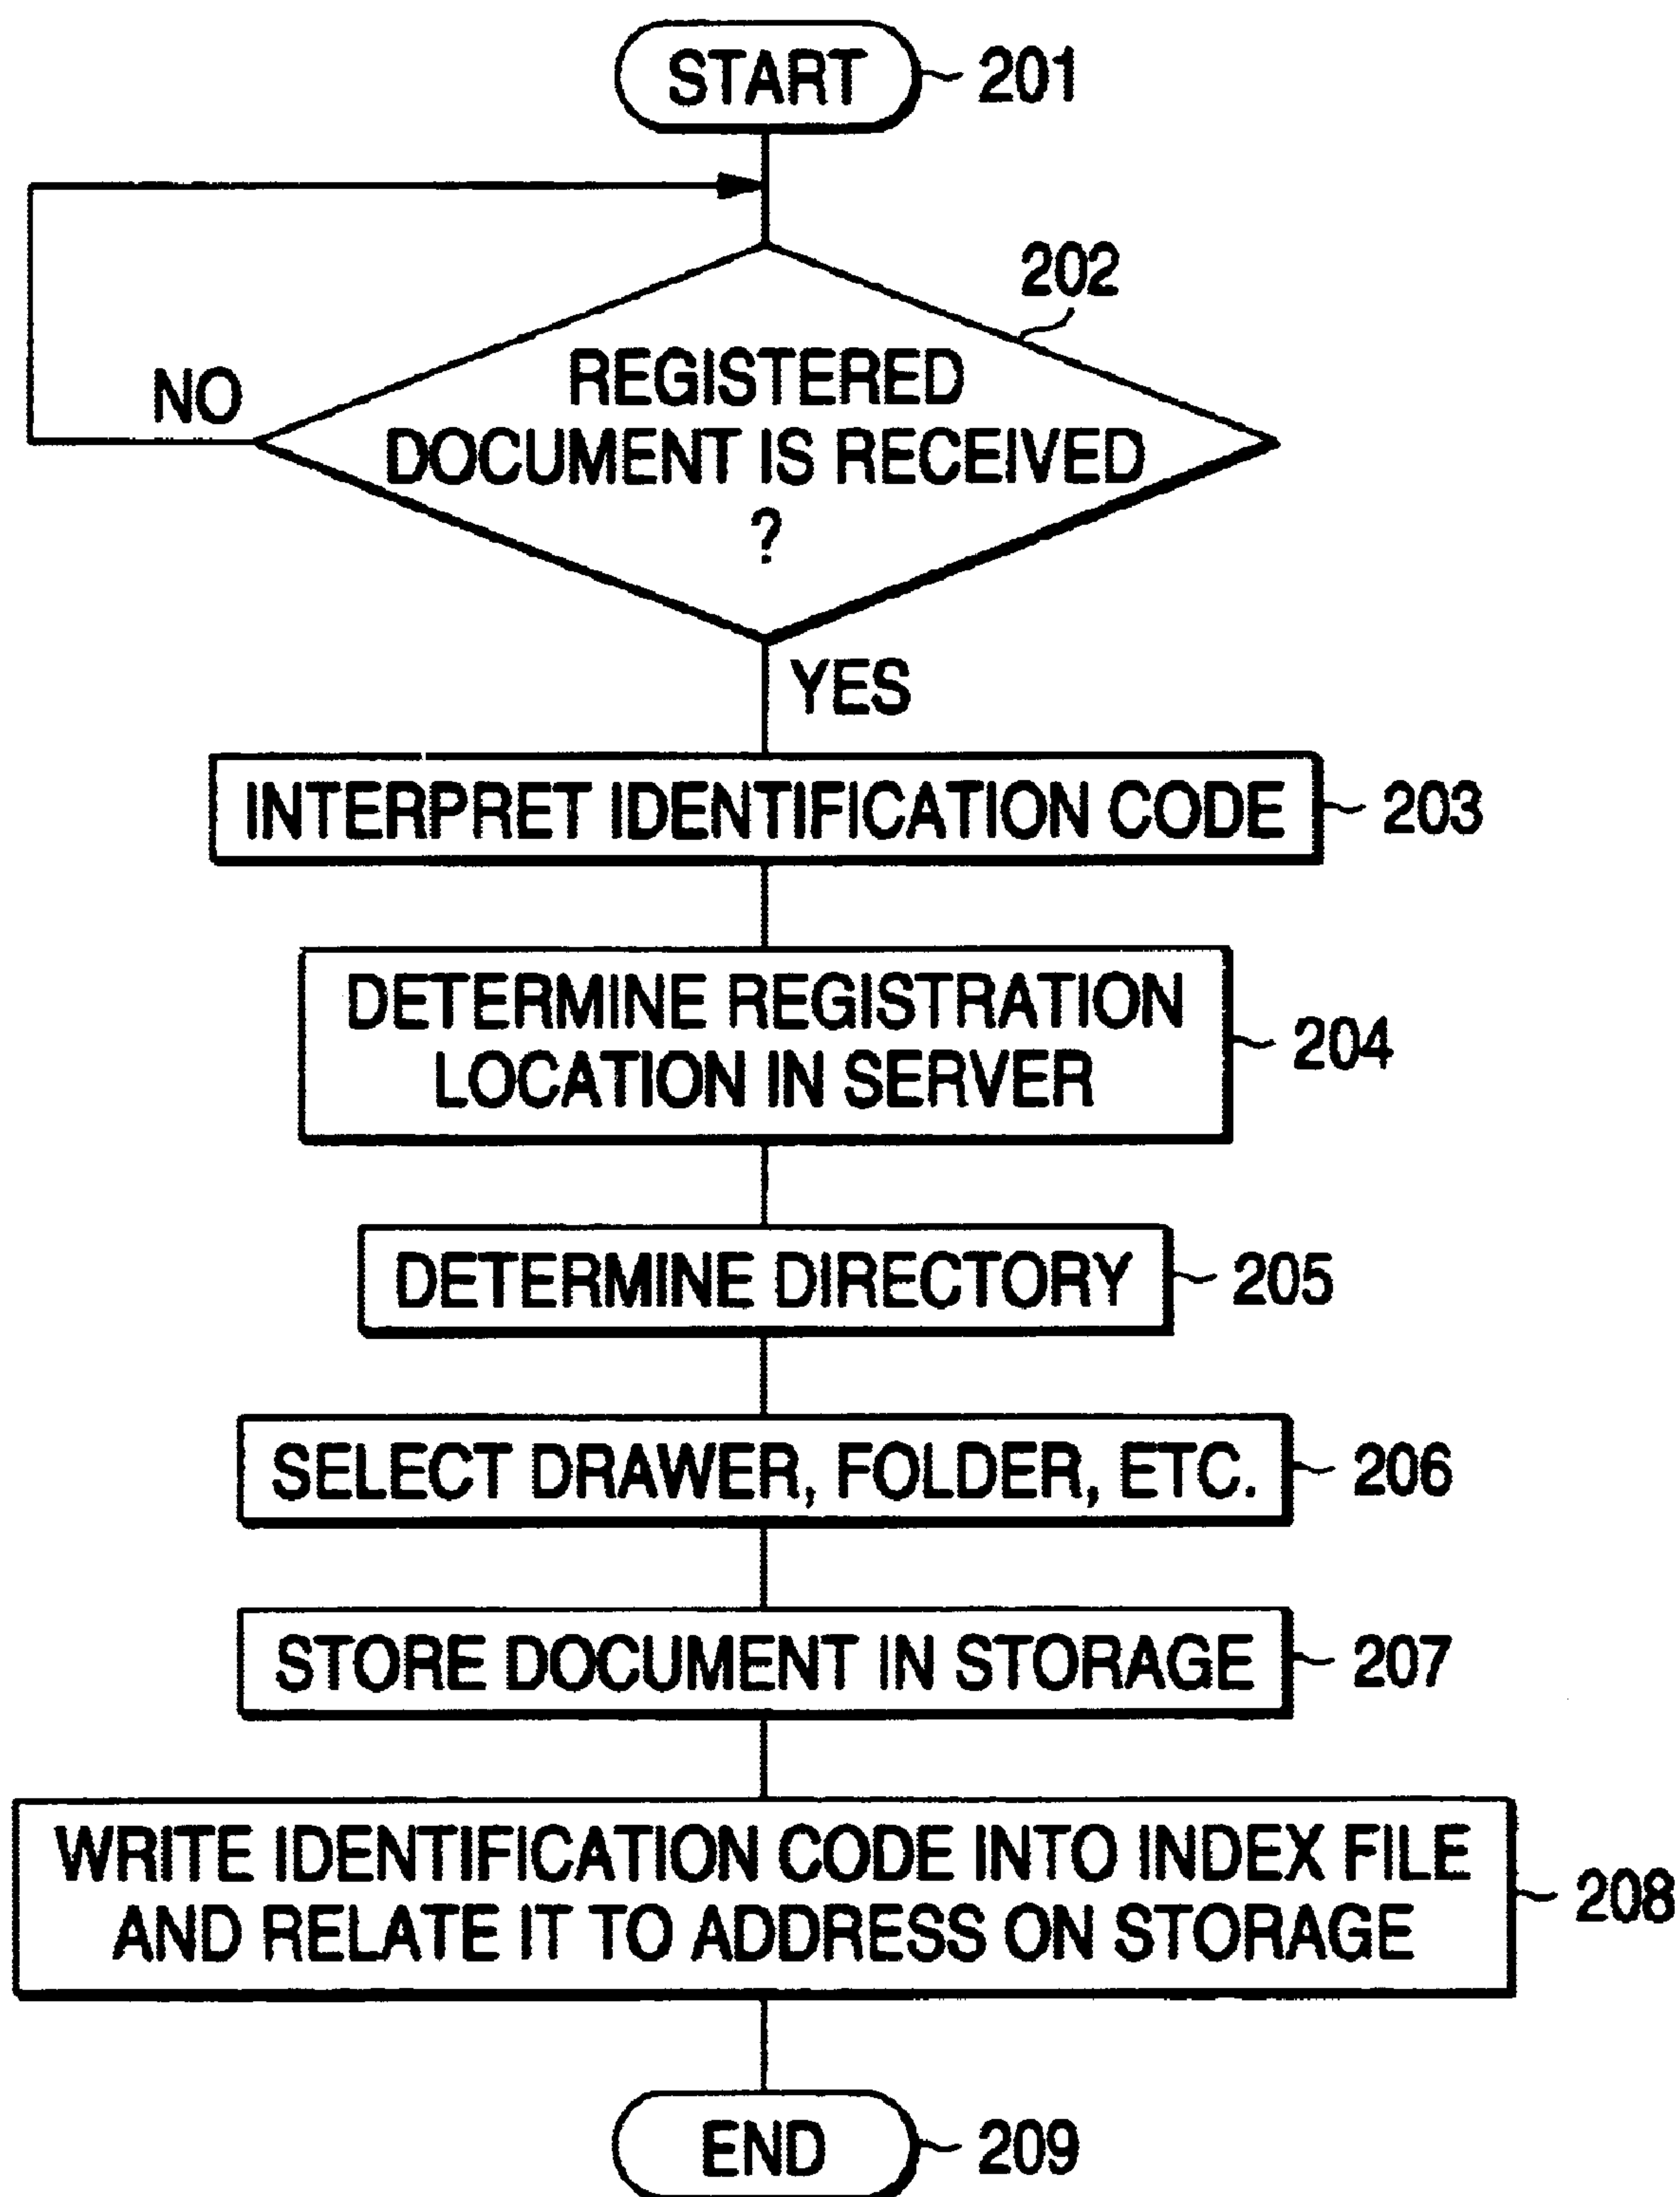 START
201
202
REGISTERED
DOCUMENT IS RECEIVED
?
NO
YES
INTERPRET IDENTIFICATION CODE
203
DETERMINE REGISTRATION
LOCATION IN SERVER
204
DETERMINE DIRECTORY
205
SELECT DRAWER, FOLDER, ETC.
206
STORE DOCUMENT IN STORAGE
207
WRITE IDENTIFICATION CODE INTO INDEX FILE
AND RELATE IT TO ADDRESS ON STORAGE
208
END
209